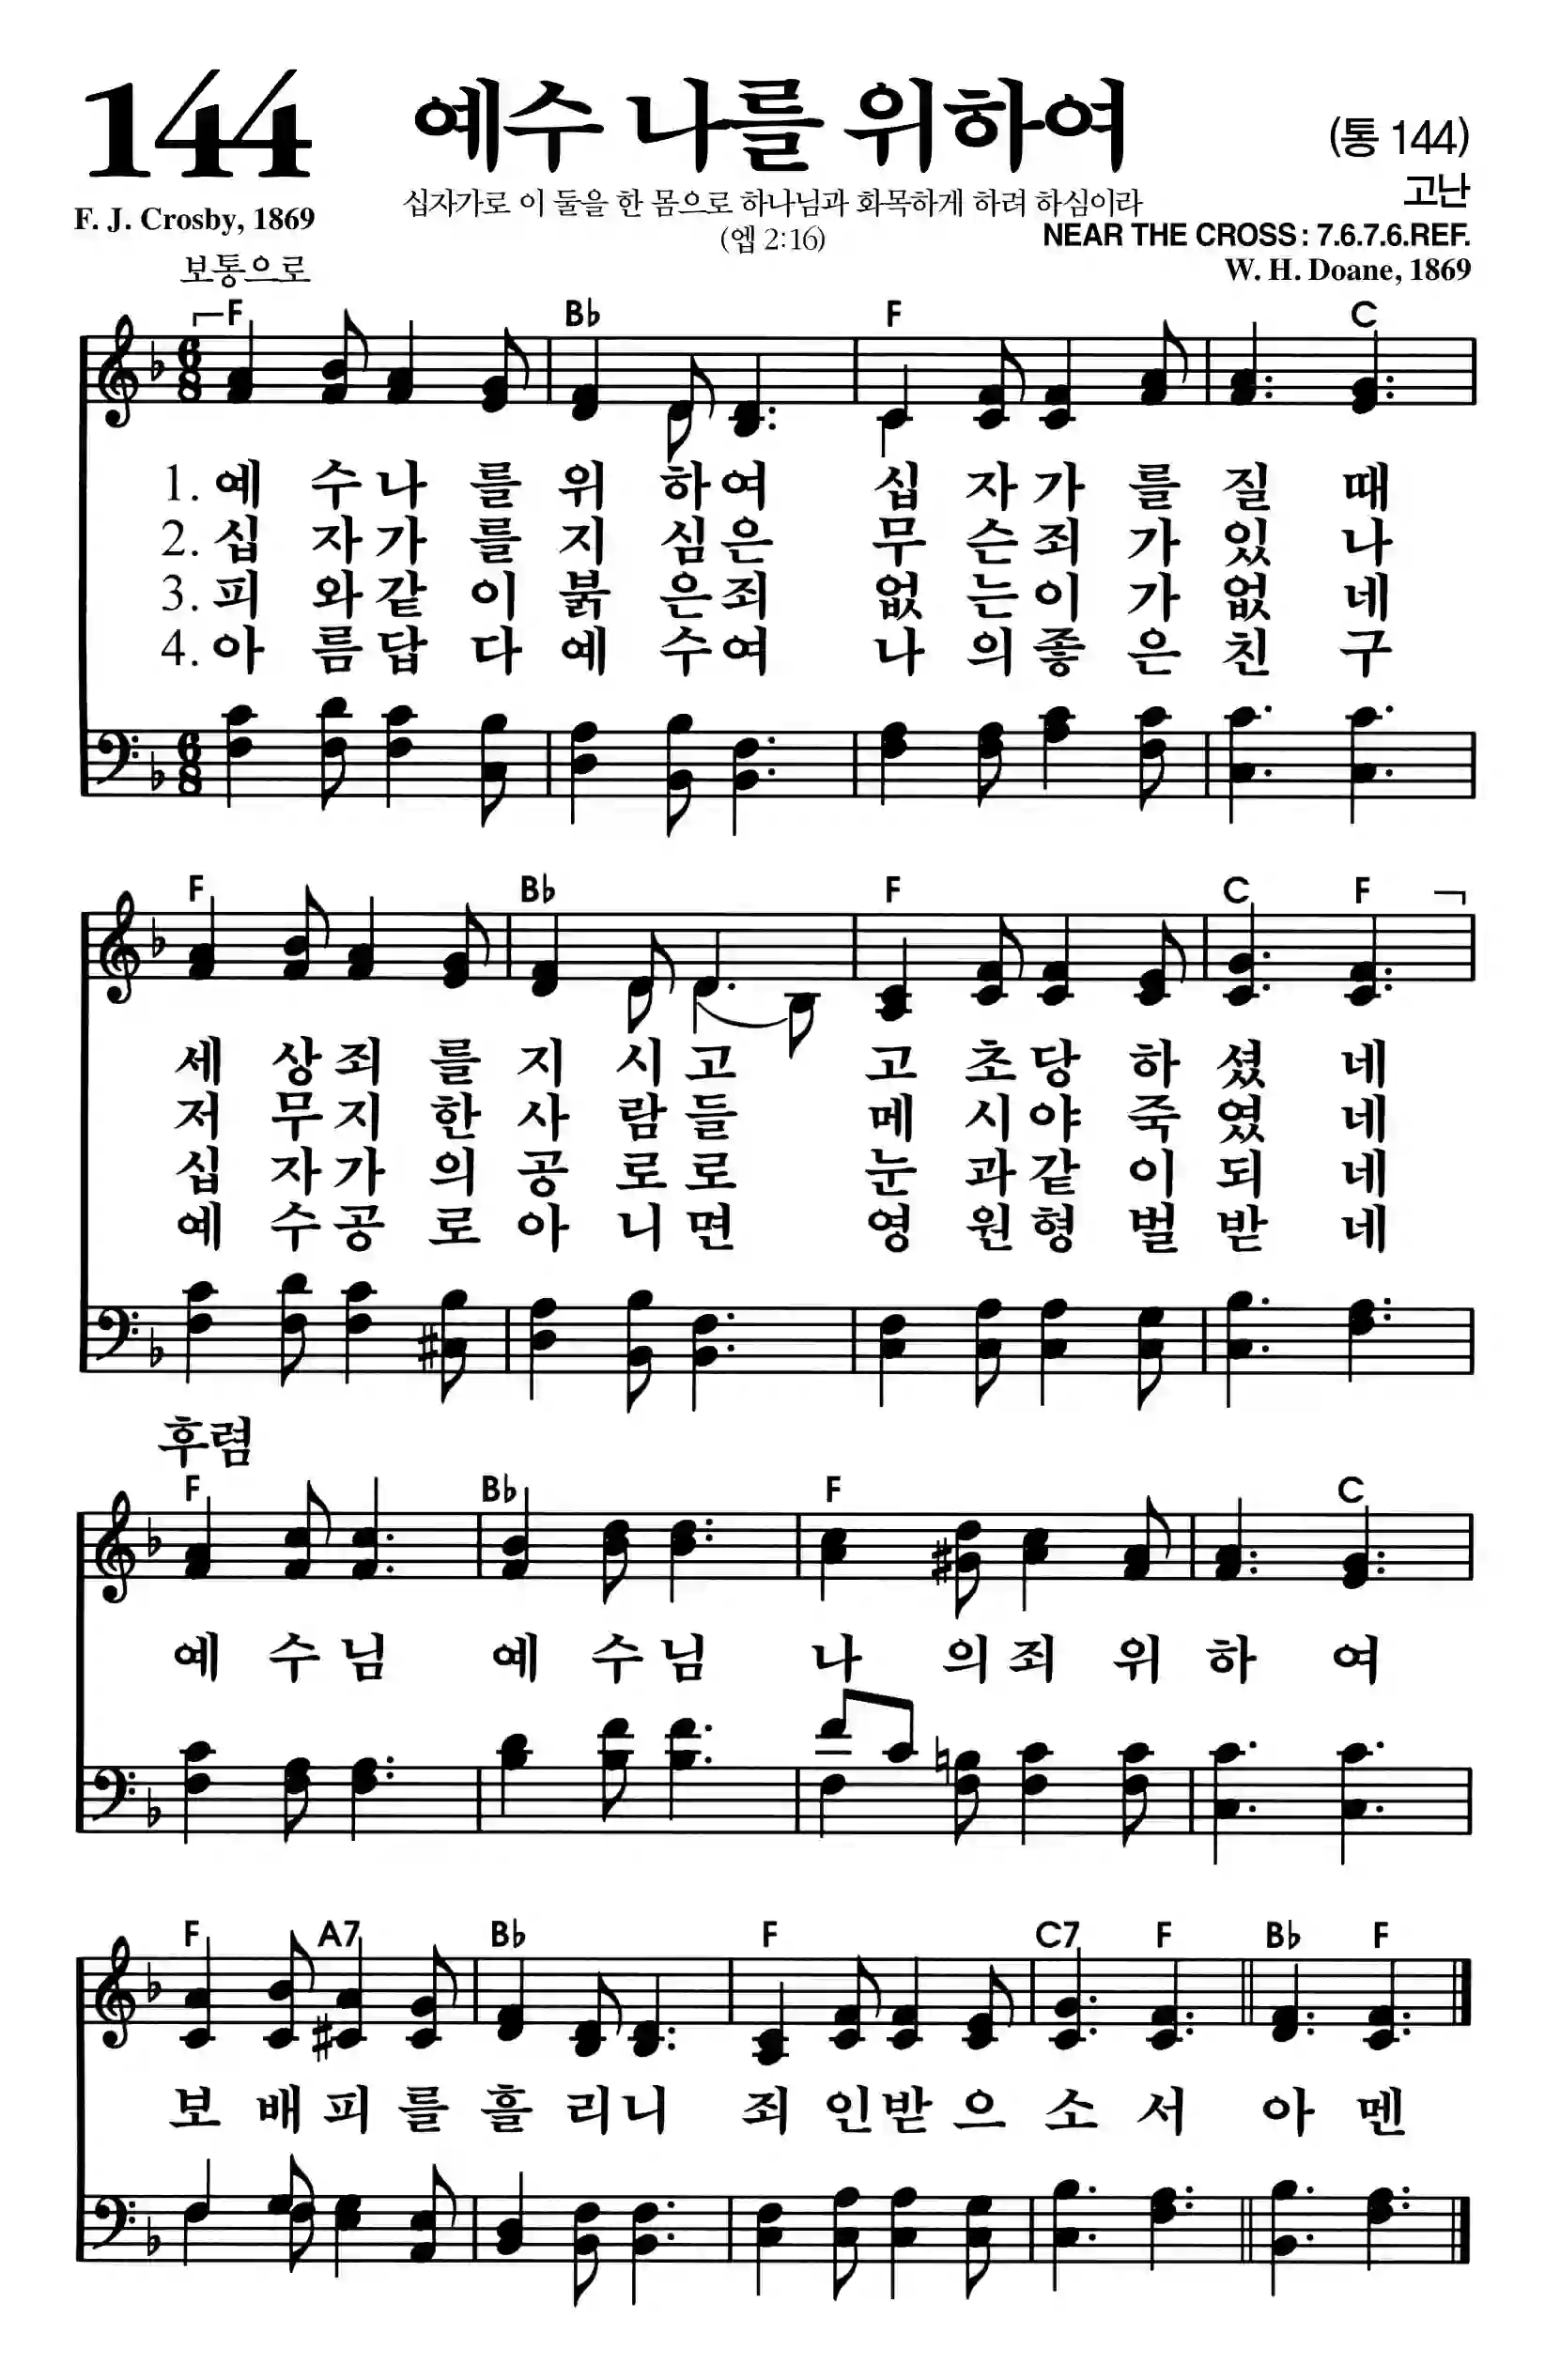 144
예수 나를 위하여
(통 144)
십자가로 이 둘을 한 몸으로 하나님과 화목하게 하려 하심이라
(엡 2:16)
고난
F. J. Crosby, 1869
NEAR THE CROSS: 7.6.7.6.REF.
W. H. Doane, 1869
보통으로
F B♭ F C
1. 예 수 나 를 위 하 여 십 자 가 를 질 때
2. 십 자 가 를 지 심 은 무 슨 죄 가 있 나
3. 피 와 같 이 붉 은 죄 없 는 이 가 없 네
4. 아 름 답 다 예 수 여 나 의 좋 은 친 구
F B♭ F C F
세 상 죄 를 지 시 고 고 초 당 하 셨 네
저 무 지 한 사 람 들 메 시 야 죽 였 네
십 자 가 의 공 로 로 눈 과 같 이 되 네
예 수 공 로 아 니 면 영 원 형 벌 받 네
후렴
F B♭ F C
예 수 님 예 수 님 나 의 죄 위 하 여
F A7 B♭ F C7 F B♭ F
보 배 피 를 흘 리 니 죄 인 받 으 소 서 아 멘